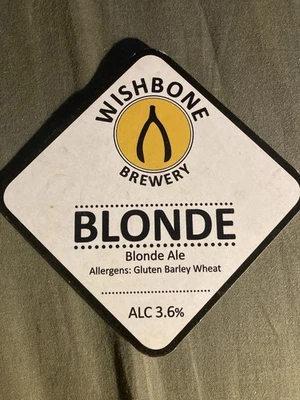 WISHBONE
BREWERY
BLONDE
Blonde Ale
Allergens: Gluten Barley Wheat
ALC 3.6%